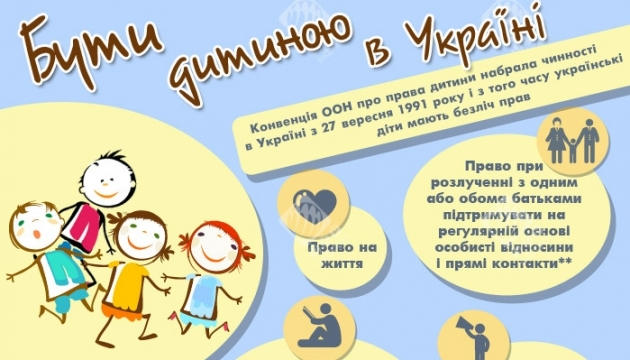 Бути дитиною в Україні
Конвенція ООН про права дитини набрала чинності
в Україні з 27 вересня 1991 року і з того часу українські
діти мають безліч прав
Право на
життя
Право при
розлученні з одним
або обома батьками
підтримувати на
регулярній основі
особисті відносини
і прямі контакти**